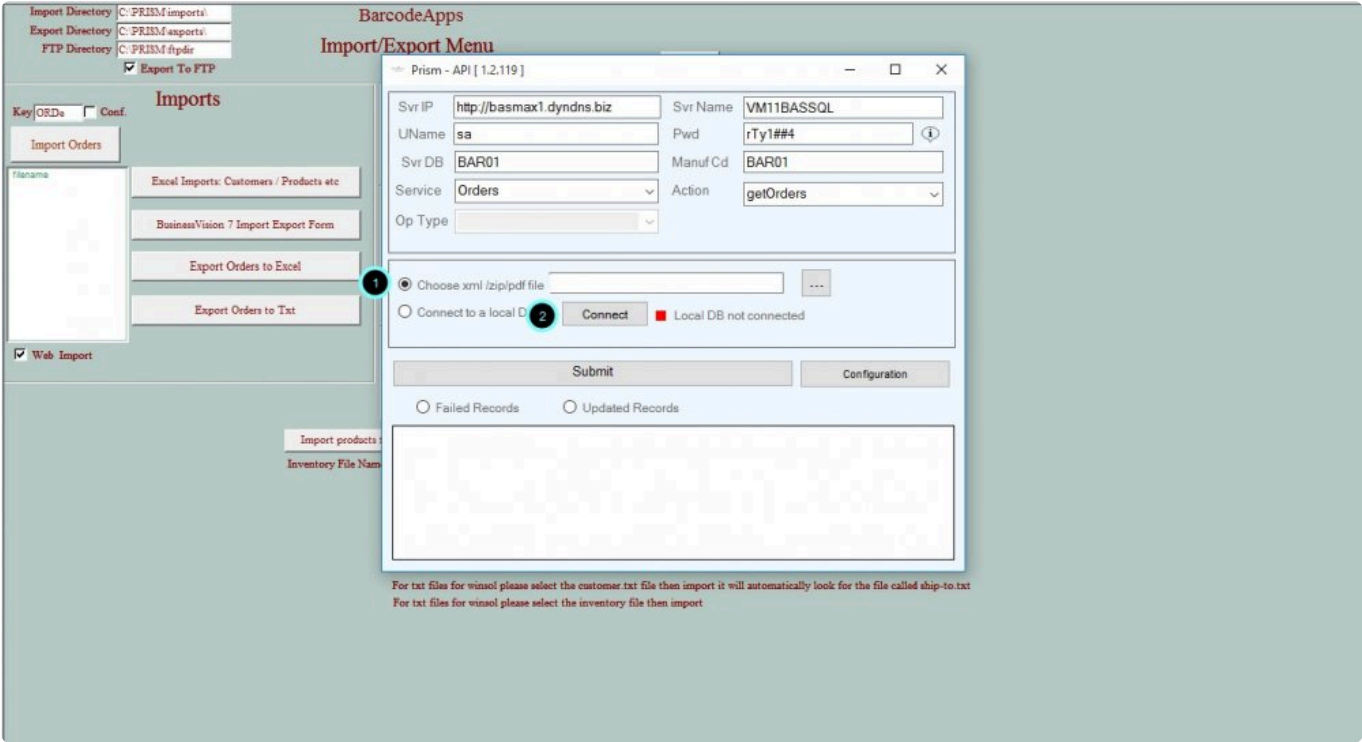 Import Directory C:\PRISM\imports\
Export Directory C:\PRISM\exports\
FTP Directory C:\PRISM\ftpdir
Export To FTP
BarcodeApps
Import/Export Menu
Imports
Key ORDe Conf.
Import Orders
filename
Excel Imports: Customers / Products etc
BusinessVision 7 Import Export Form
Export Orders to Excel
Export Orders to Txt
Web Import
Import products
Inventory File Nam
Prism - API [ 1.2.119 ]
Svr IP http://basmax1.dyndns.biz Svr Name VM11BASSQL
UName sa Pwd rTy1##4
Svr DB BAR01 Manuf Cd BAR01
Service Orders Action getOrders
Op Type
1 Choose xml /zip/pdf file ...
Connect to a local D 2 Connect Local DB not connected
Submit Configuration
Failed Records Updated Records
For txt files for winsol please select the customer.txt file then import it will automatically look for the file called ship-to.txt
For txt files for winsol please select the inventory file then import